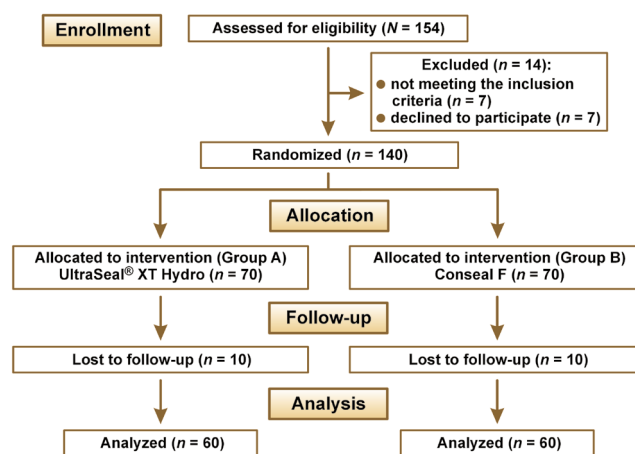 Enrollment
Assessed for eligibility (N = 154)
Excluded (n = 14):
● not meeting the inclusion
criteria (n = 7)
● declined to participate (n = 7)
Randomized (n = 140)
Allocation
Allocated to intervention (Group A)
UltraSeal® XT Hydro (n = 70)
Allocated to intervention (Group B)
Conseal F (n = 70)
Follow-up
Lost to follow-up (n = 10)
Lost to follow-up (n = 10)
Analysis
Analyzed (n = 60)
Analyzed (n = 60)